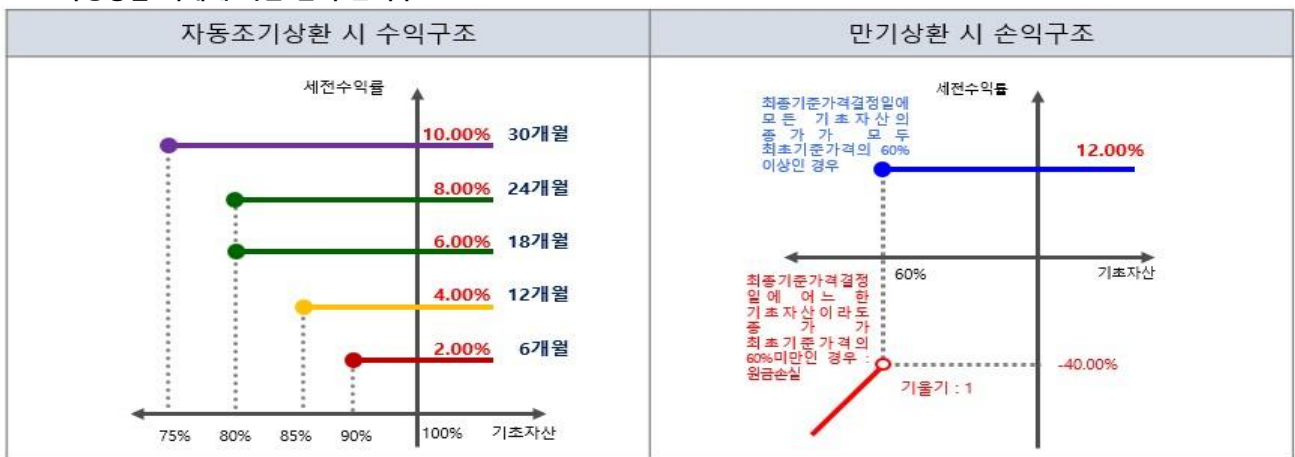 자동조기상환 시 수익구조
만기상환 시 손익구조
세전수익률
10.00% 30개월
8.00% 24개월
6.00% 18개월
4.00% 12개월
2.00% 6개월
75% 80% 85% 90% 100% 기초자산
세전수익률
최종기준가격결정일에
모든 기초자산의
종가가 모두
최초기준가격의 60%
이상인 경우
12.00%
60%
기초자산
최종기준가격결정
일에 어느 한
기초자산이라도
종가가
최초기준가격의
60%미만인 경우 :
원금손실
-40.00%
기울기 : 1